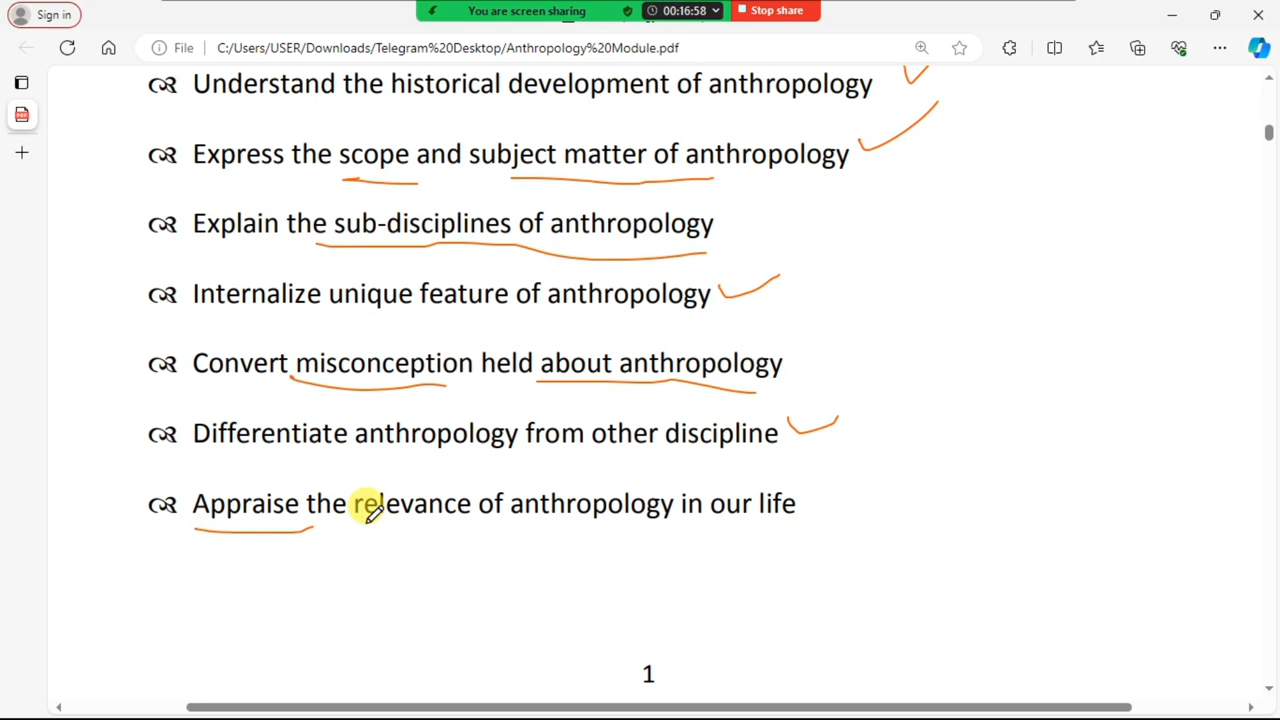 Sign in
You are screen sharing
00:16:58
Stop share
File
C:/Users/USER/Downloads/Telegram%20Desktop/Anthropology%20Module.pdf
Understand the historical development of anthropology
Express the scope and subject matter of anthropology
Explain the sub-disciplines of anthropology
Internalize unique feature of anthropology
Convert misconception held about anthropology
Differentiate anthropology from other discipline
Appraise the relevance of anthropology in our life
1